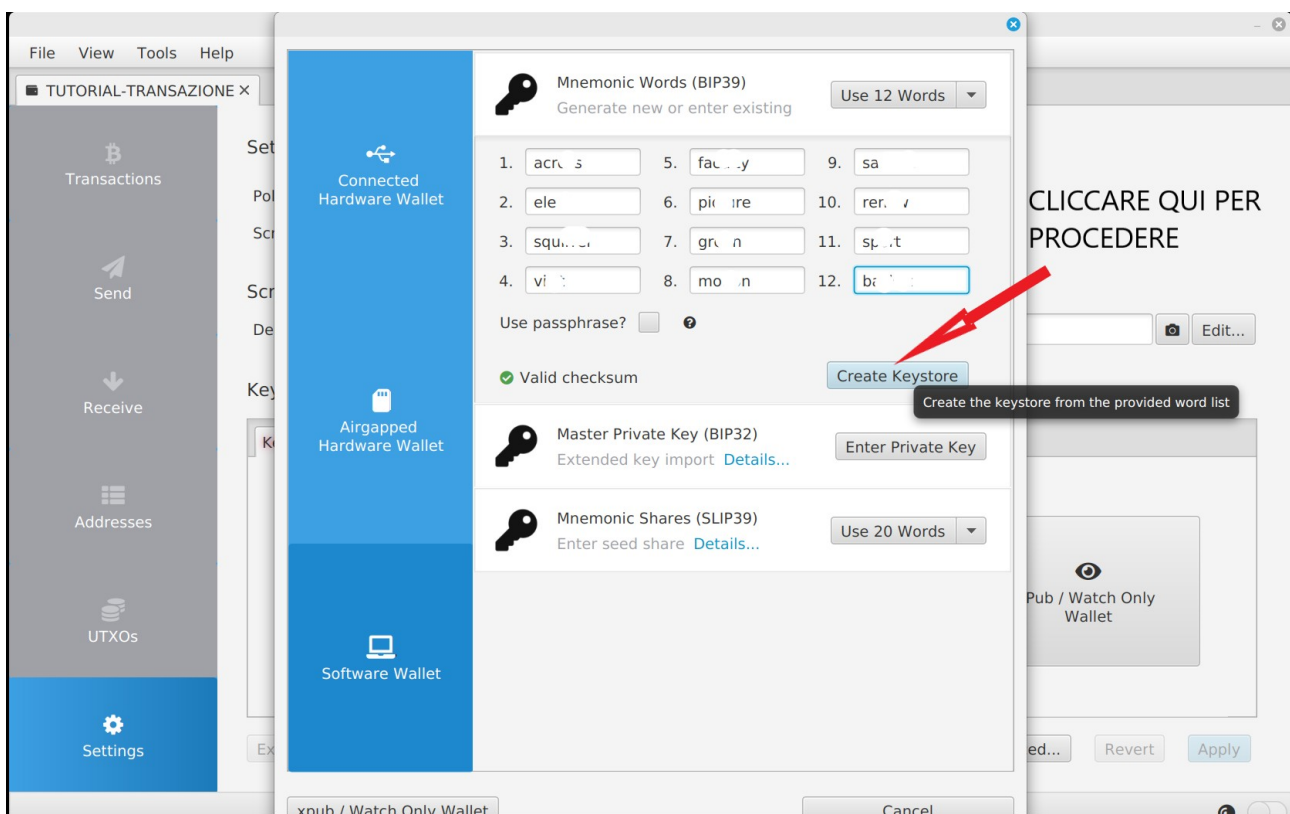 File View Tools Help
TUTORIAL-TRANSAZIONE
Transactions
Send
Receive
Addresses
UTXOs
Settings
Connected
Hardware Wallet
Airgapped
Hardware Wallet
Software Wallet
Mnemonic Words (BIP39)
Generate new or enter existing
Use 12 Words
1. 5. 9.
2. 6. 10.
3. 7. 11.
4. 8. 12.
Use passphrase?
Valid checksum
Create Keystore
Create the keystore from the provided word list
Master Private Key (BIP32)
Extended key import Details...
Enter Private Key
Mnemonic Shares (SLIP39)
Enter seed share Details...
Use 20 Words
CLICCARE QUI PER
PROCEDERE
Edit...
Pub / Watch Only
Wallet
Revert Apply
xpub / Watch Only Wallet
Cancel